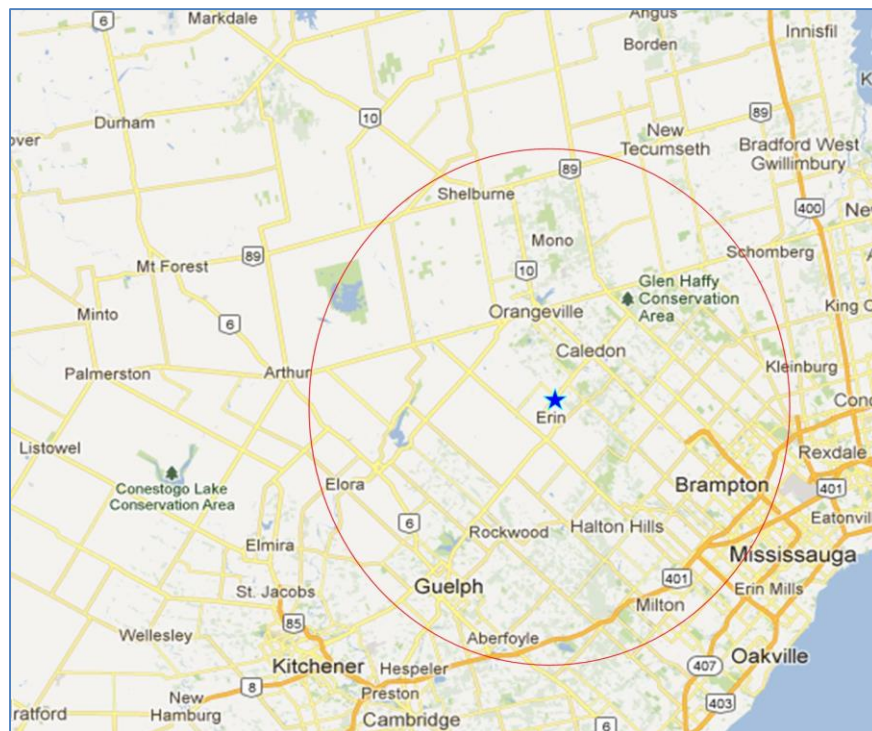 6
Markdale
Angus
Borden
Innisfil
Durham
10
89
New
Tecumseth
Bradford West
Gwillimbury
89
Shelburne
400
Mono
Schomberg
89
Mt Forest
10
Glen Haffy
Conservation
Area
Minto
6
Orangeville
King C
Caledon
Palmerston
Arthur
Kleinburg
Erin
Con
Listowel
Rexdale
Conestogo Lake
Conservation Area
Elora
Brampton
401
6
Rockwood
Halton Hills
Eatonvil
Elmira
Mississauga
Guelph
401
St. Jacobs
Erin Mills
Milton
85
Wellesley
Aberfoyle
Oakville
Kitchener
Hespeler
407
8
Preston
New
Hamburg
403
ratford
Cambridge
6